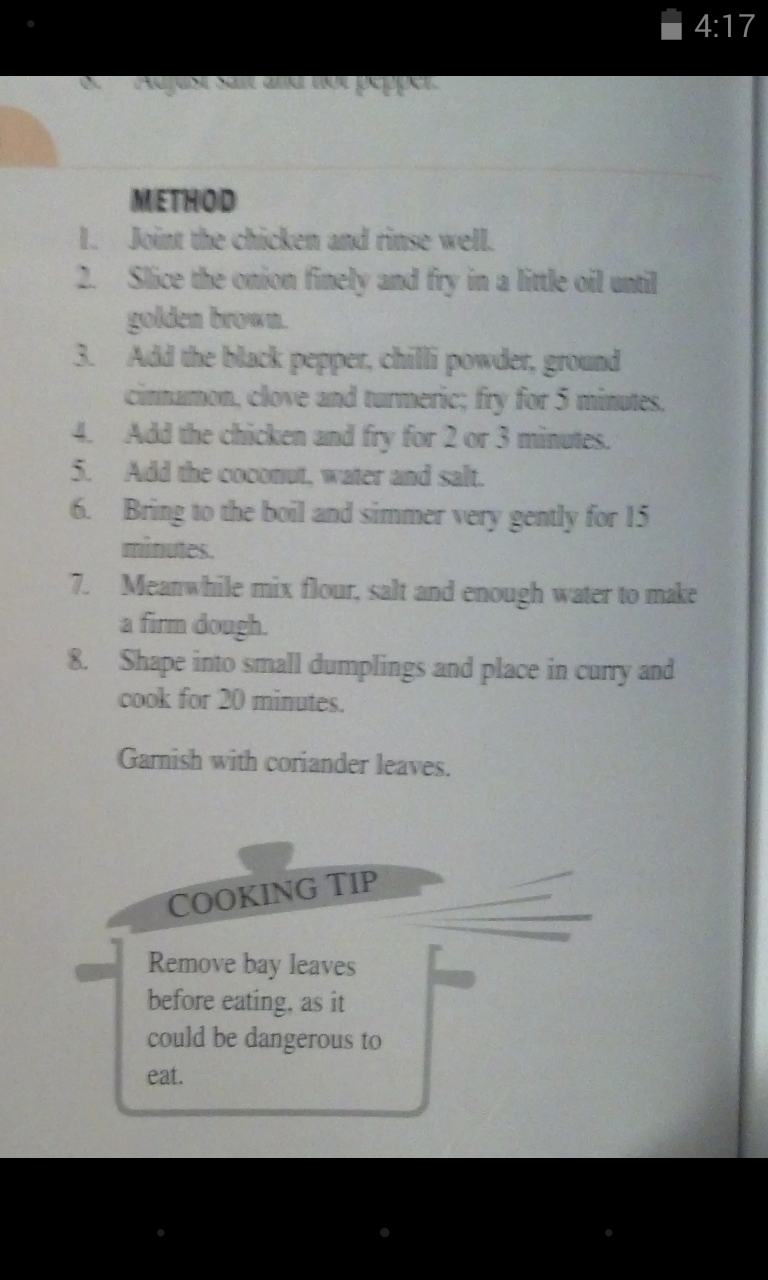 4:17
8. Adjust salt and hot pepper.
METHOD
1. Joint the chicken and rinse well.
2. Slice the onion finely and fry in a little oil until
golden brown.
3. Add the black pepper, chilli powder, ground
cinnamon, clove and turmeric; fry for 5 minutes.
4. Add the chicken and fry for 2 or 3 minutes.
5. Add the coconut, water and salt.
6. Bring to the boil and simmer very gently for 15
minutes.
7. Meanwhile mix flour, salt and enough water to make
a firm dough.
8. Shape into small dumplings and place in curry and
cook for 20 minutes.
Garnish with coriander leaves.
COOKING TIP
Remove bay leaves
before eating, as it
could be dangerous to
eat.